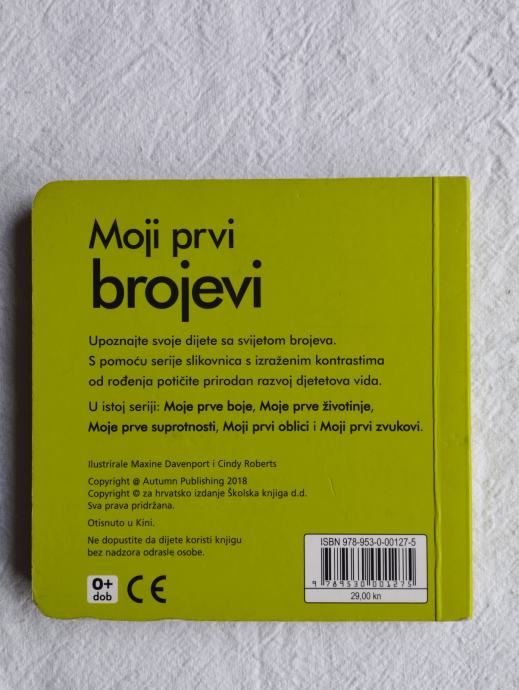 Moji prvi
brojevi
Upoznajte svoje dijete sa svijetom brojeva.
S pomoću serije slikovnica s izraženim kontrastima
od rođenja potičite prirodan razvoj djetetova vida.
U istoj seriji: Moje prve boje, Moje prve životinje,
Moje prve suprotnosti, Moji prvi oblici i Moji prvi zvukovi.
Ilustrirale Maxine Davenport i Cindy Roberts
Copyright @ Autumn Publishing 2018
Copyright © za hrvatsko izdanje Školska knjiga d.d.
Sva prava pridržana.
Otisnuto u Kini.
Ne dopustite da dijete koristi knjigu
bez nadzora odrasle osobe.
0+
dob
CE
ISBN 978-953-0-00127-5
9 789530 001275
29,00 kn